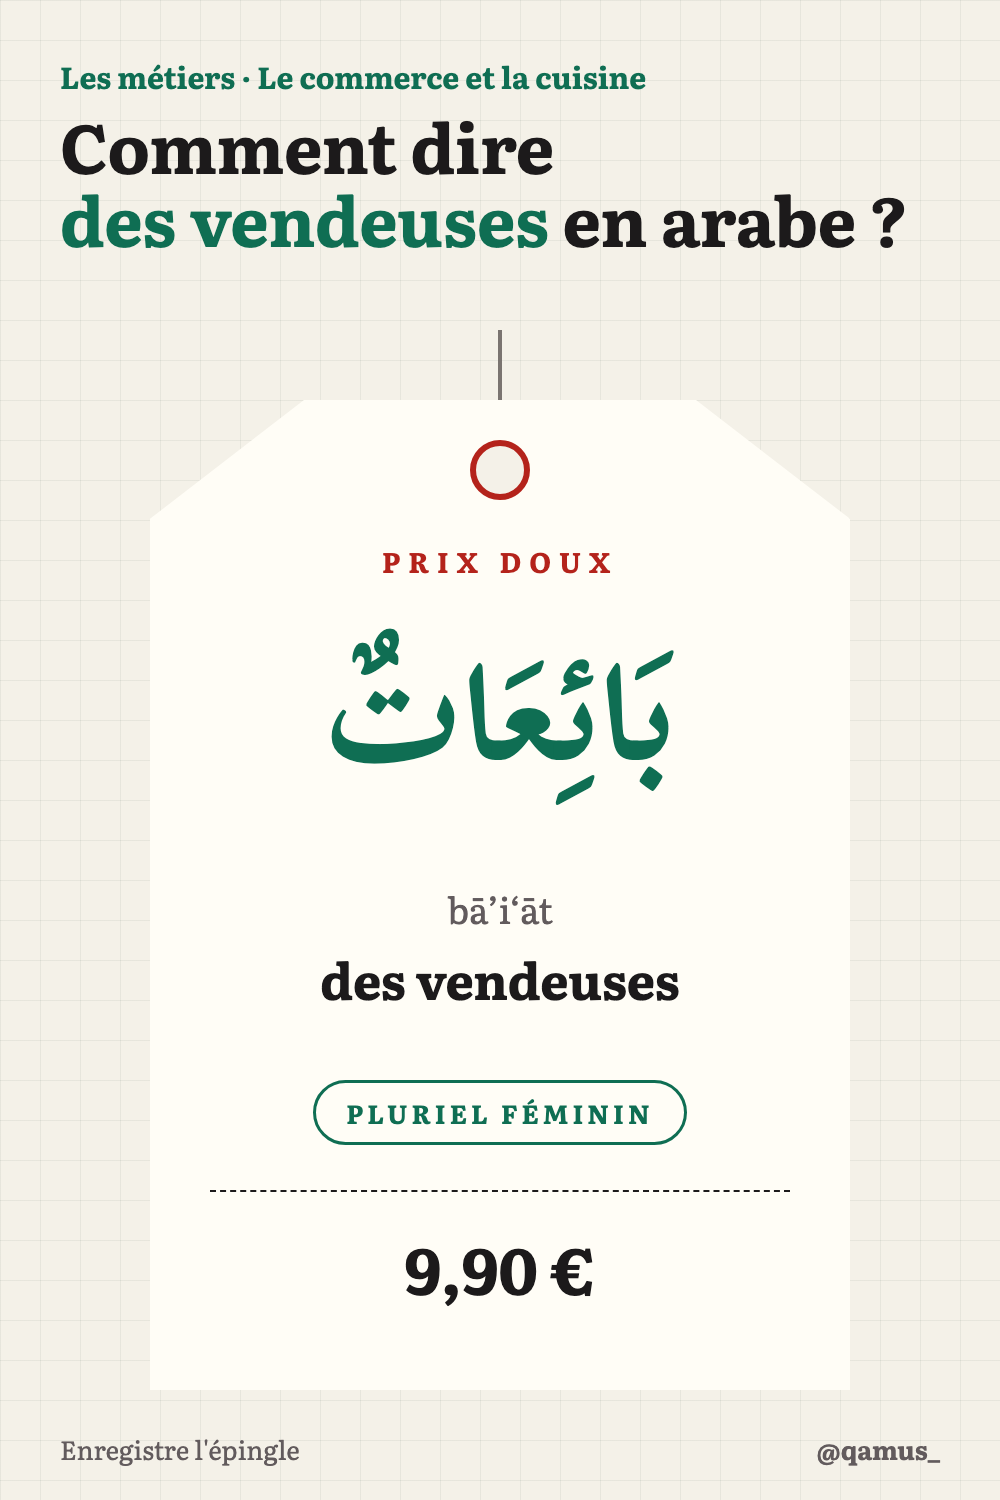 Les métiers · Le commerce et la cuisine
Comment dire
des vendeuses en arabe ?
PRIX DOUX
بَائِعَاتٌ
bā’i‘āt
des vendeuses
PLURIEL FÉMININ
9,90 €
Enregistre l'épingle
@qamus_